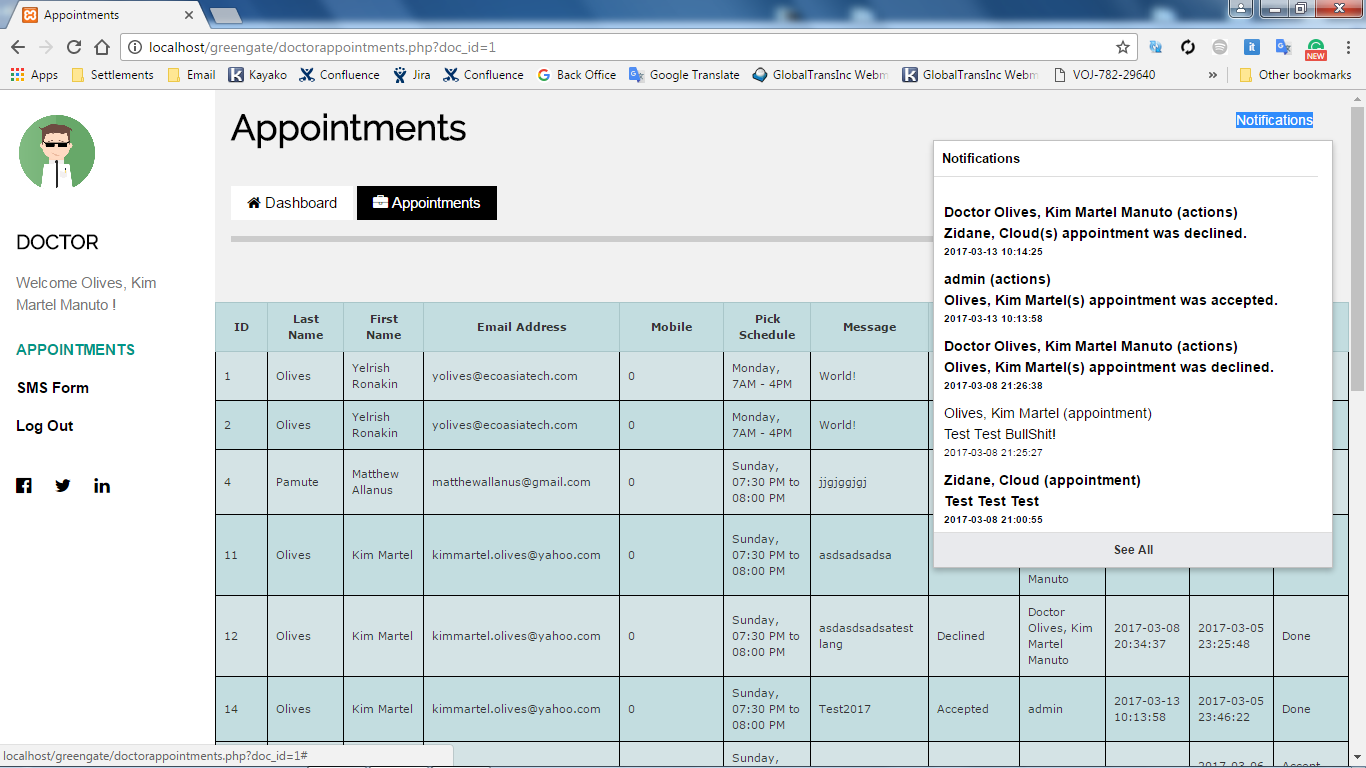 Appointments
localhost/greengate/doctorappointments.php?doc_id=1
NEW
Apps Settlements Email Kayako Confluence Jira Confluence Back Office Google Translate GlobalTransInc Webm GlobalTransInc Webm VOJ-782-29640 » Other bookmarks
Appointments
Notifications
Dashboard Appointments
DOCTOR
Welcome Olives, Kim
Martel Manuto !
APPOINTMENTS
SMS Form
Log Out
Notifications
Doctor Olives, Kim Martel Manuto (actions)
Zidane, Cloud(s) appointment was declined.
2017-03-13 10:14:25
admin (actions)
Olives, Kim Martel(s) appointment was accepted.
2017-03-13 10:13:58
Doctor Olives, Kim Martel Manuto (actions)
Olives, Kim Martel(s) appointment was declined.
2017-03-08 21:26:38
Olives, Kim Martel (appointment)
Test Test BullShit!
2017-03-08 21:25:27
Zidane, Cloud (appointment)
Test Test Test
2017-03-08 21:00:55
See All
ID Last Name First Name Email Address Mobile Pick Schedule Message
1 Olives Yelrish Ronakin yolives@ecoasiatech.com 0 Monday, 7AM - 4PM World!
2 Olives Yelrish Ronakin yolives@ecoasiatech.com 0 Monday, 7AM - 4PM World!
4 Pamute Matthew Allanus matthewallanus@gmail.com 0 Sunday, 07:30 PM to 08:00 PM jjgjggjgj
11 Olives Kim Martel kimmartel.olives@yahoo.com 0 Sunday, 07:30 PM to 08:00 PM asdsadsadsa Manuto
12 Olives Kim Martel kimmartel.olives@yahoo.com 0 Sunday, 07:30 PM to 08:00 PM asdasdsadsatest lang Declined Doctor Olives, Kim Martel Manuto 2017-03-08 20:34:37 2017-03-05 23:25:48 Done
14 Olives Kim Martel kimmartel.olives@yahoo.com 0 Sunday, 07:30 PM to 08:00 PM Test2017 Accepted admin 2017-03-13 10:13:58 2017-03-05 23:46:22 Done
Sunday, 2017-03-06 Accept
localhost/greengate/doctorappointments.php?doc_id=1#